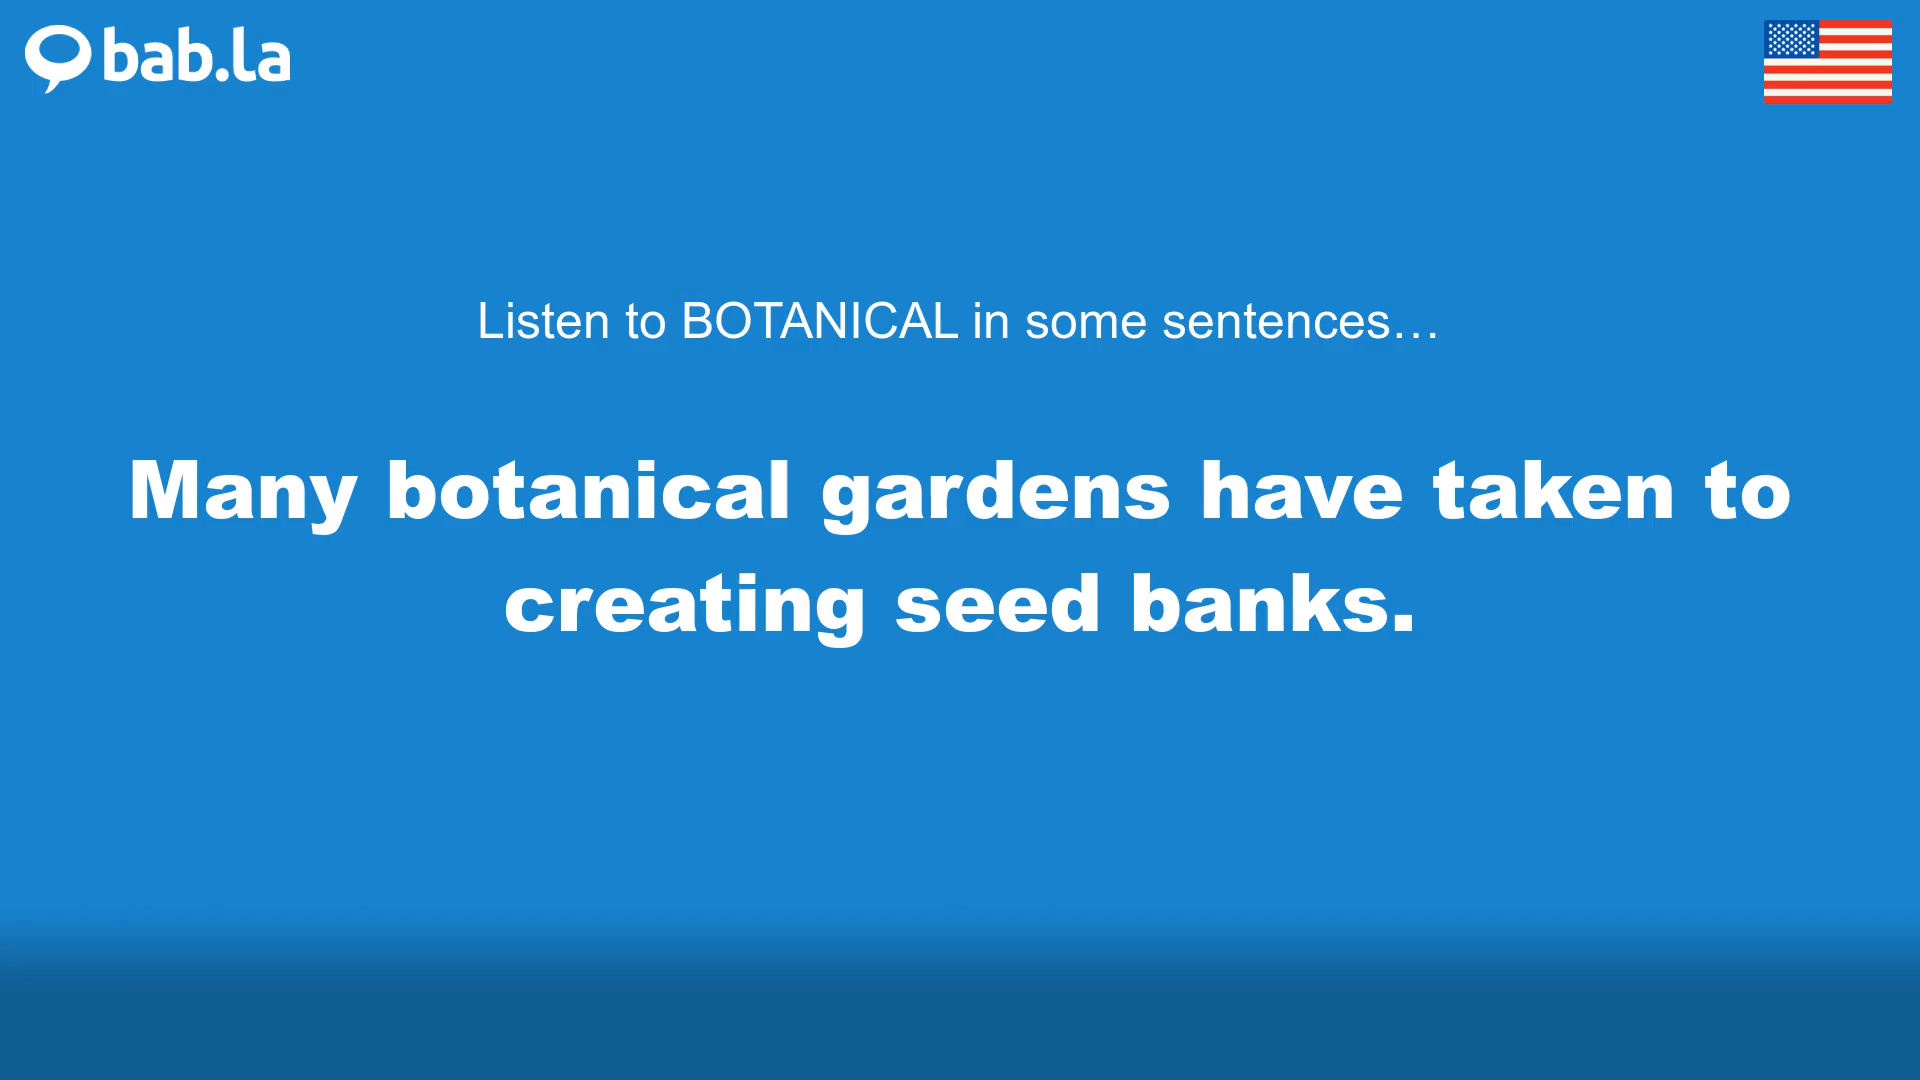 bab.la
Listen to BOTANICAL in some sentences…
Many botanical gardens have taken to
creating seed banks.